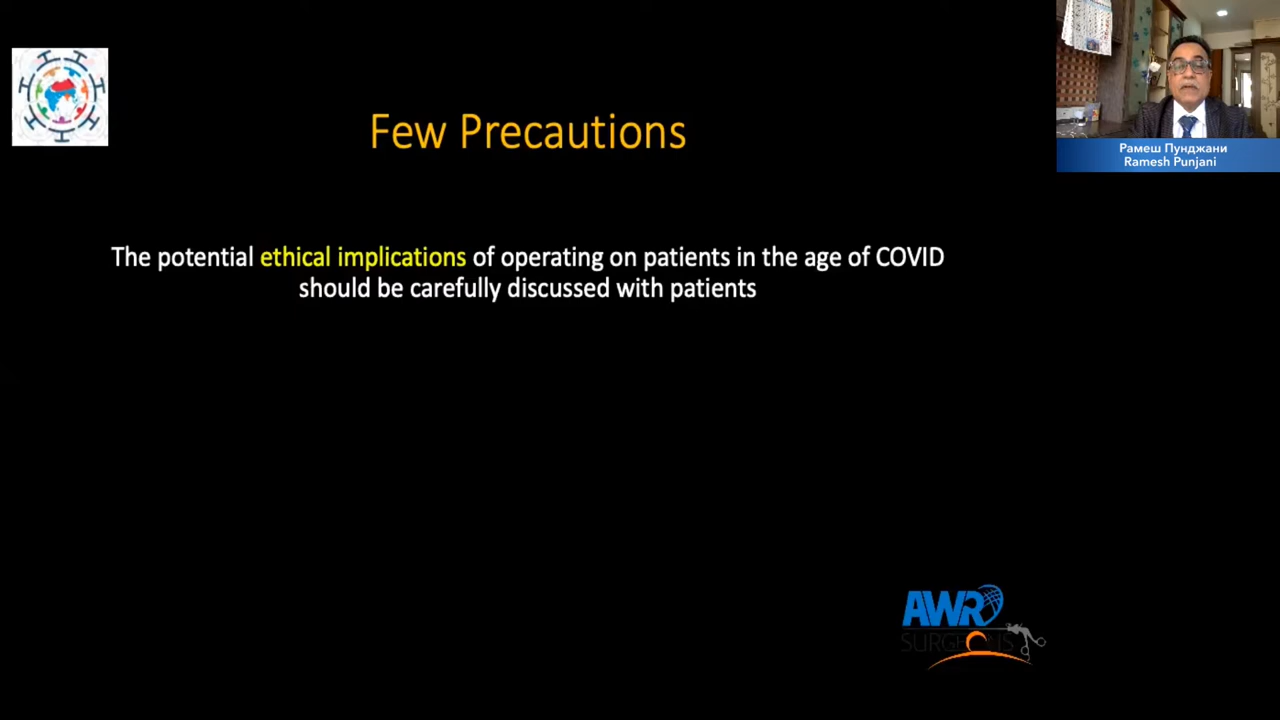 Few Precautions
The potential ethical implications of operating on patients in the age of COVID
should be carefully discussed with patients
Рамеш Пунджани
Ramesh Punjani
AWR
SURGEONS